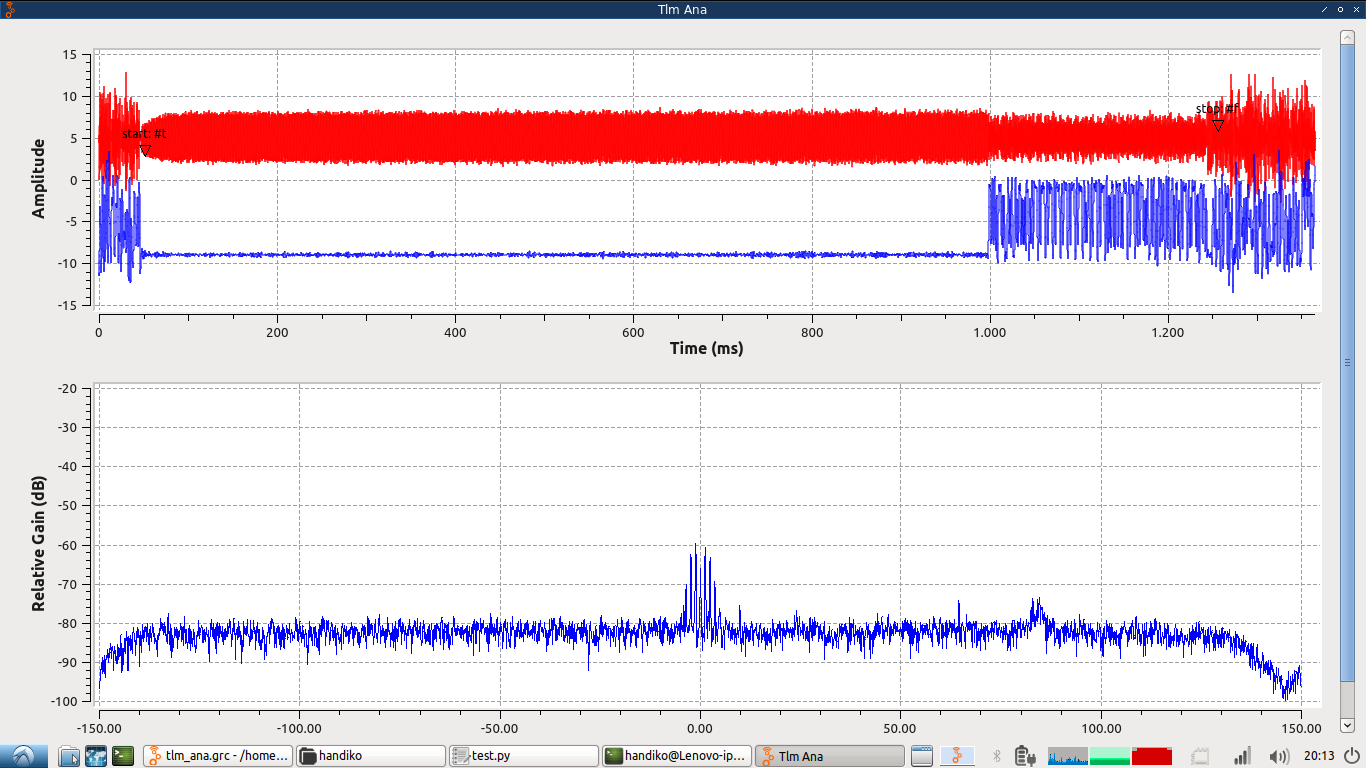 Tlm Ana
15
10
5
0
-5
-10
-15
Amplitude
start: #t
stop: #f
0
200
400
600
800
1.000
1.200
Time (ms)
-20
-30
-40
-50
-60
-70
-80
-90
-100
Relative Gain (dB)
-150.00
-100.00
-50.00
0.00
50.00
100.00
150.00
tlm_ana.grc - /home...
handiko
test.py
handiko@Lenovo-ip...
Tlm Ana
20:13